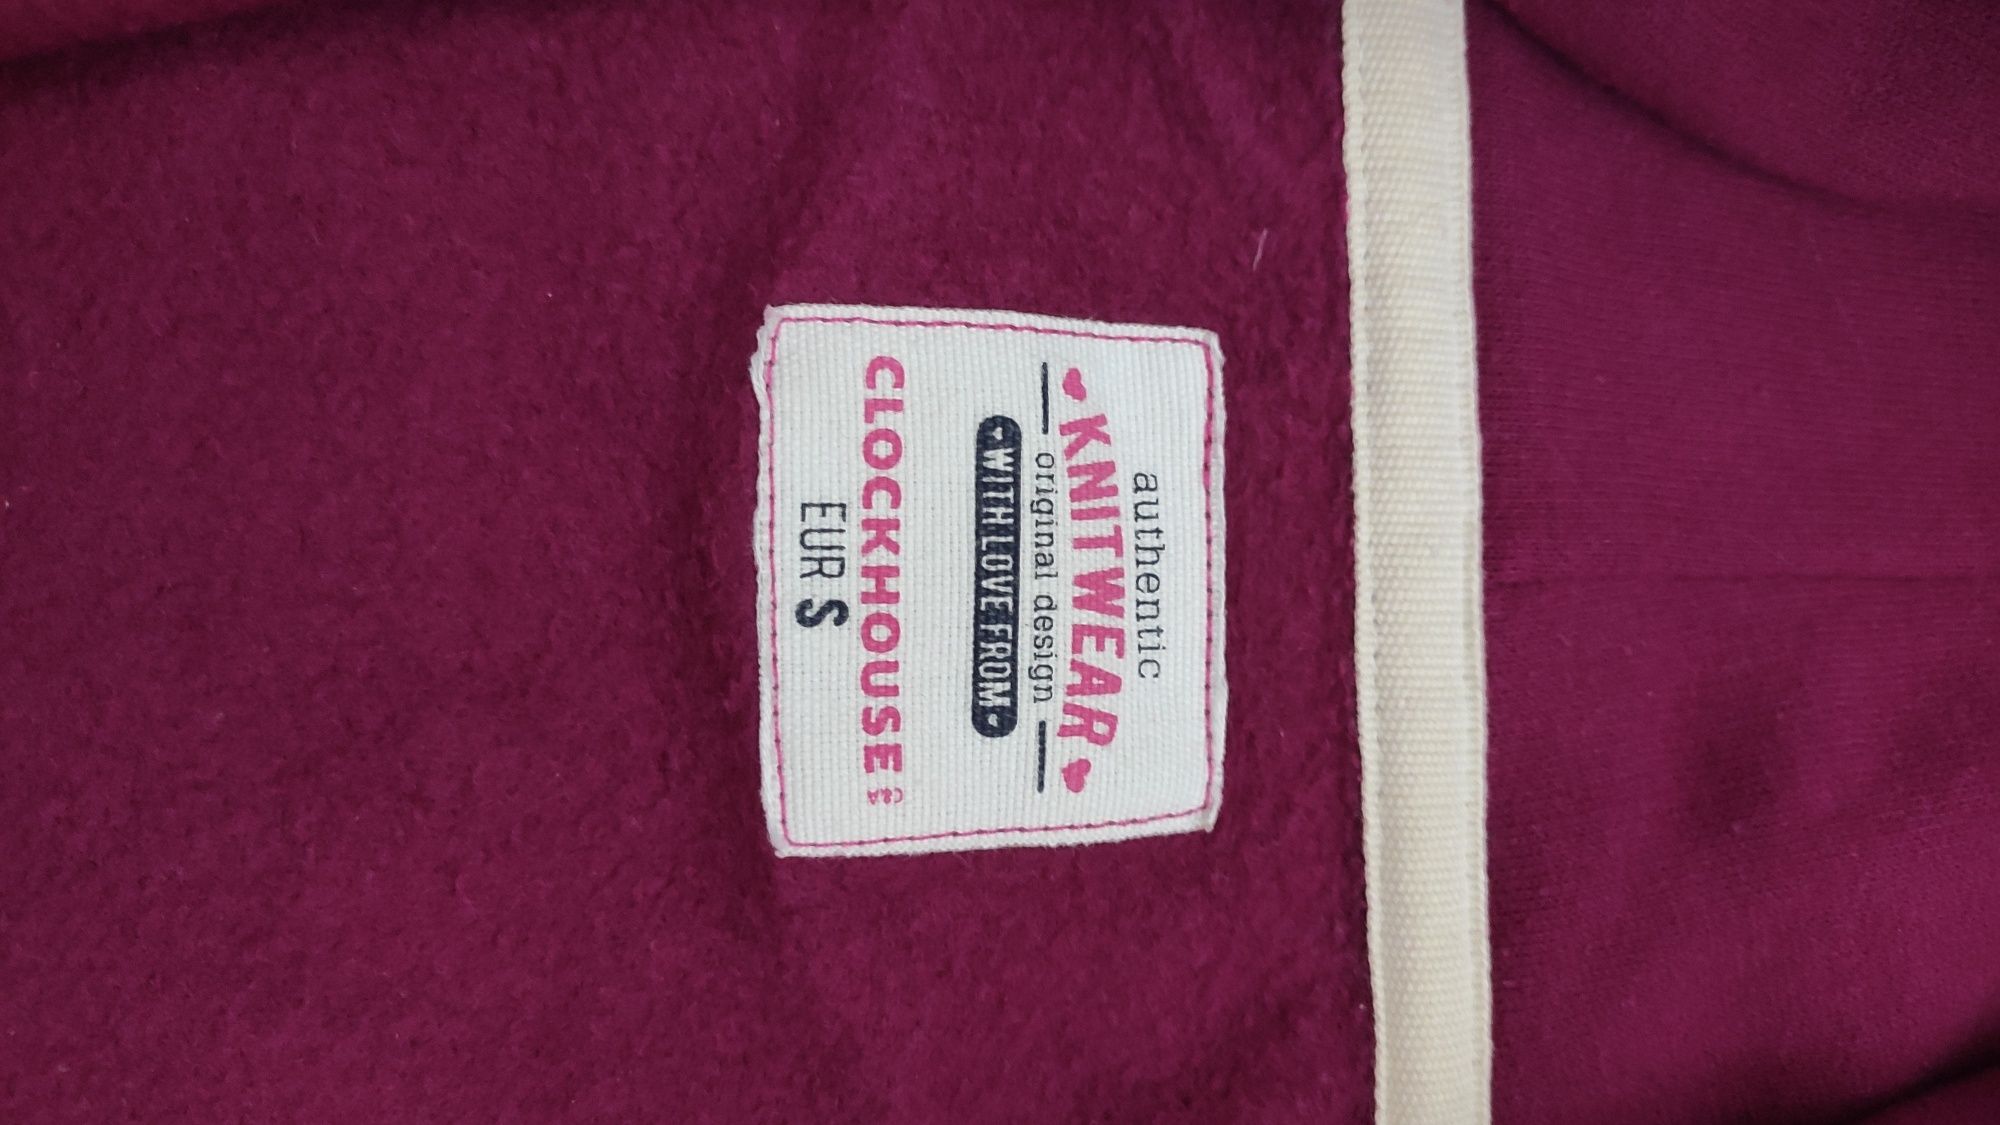 authentic
KNITWEAR
original design
WITH LOVE FROM
CLOCKHOUSE C&A
EUR S